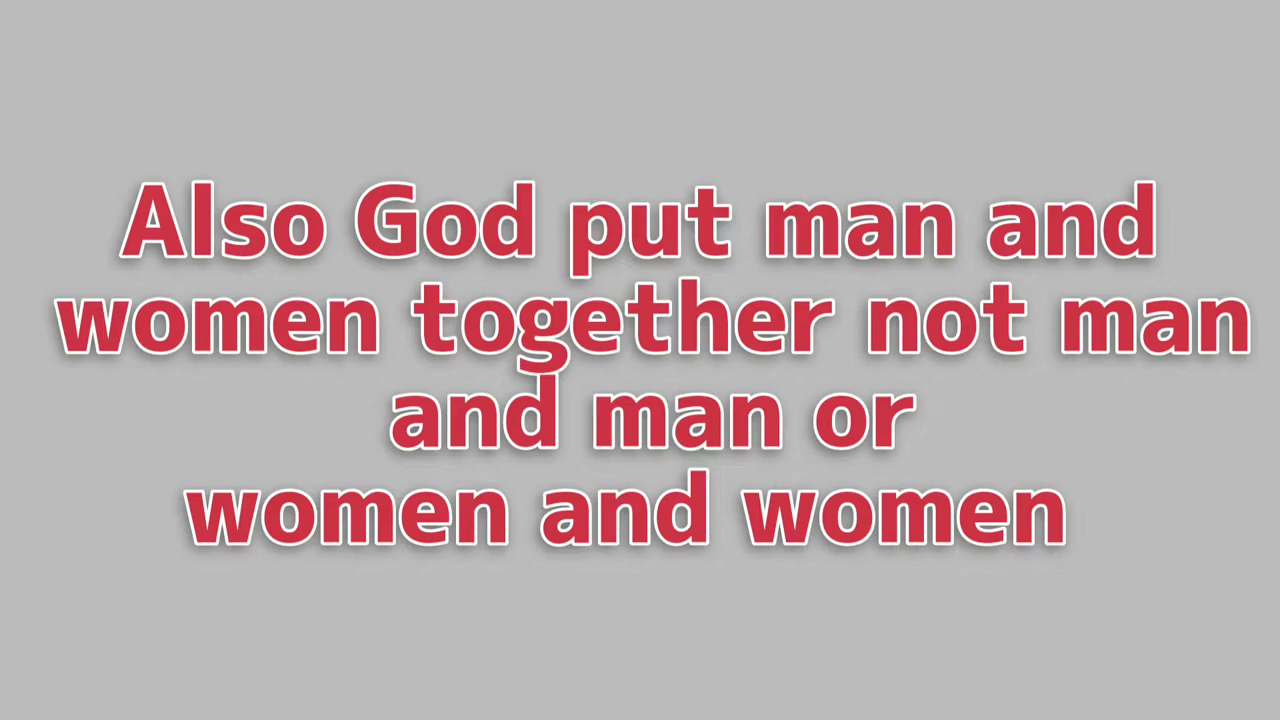 Also God put man and
women together not man
and man or
women and women